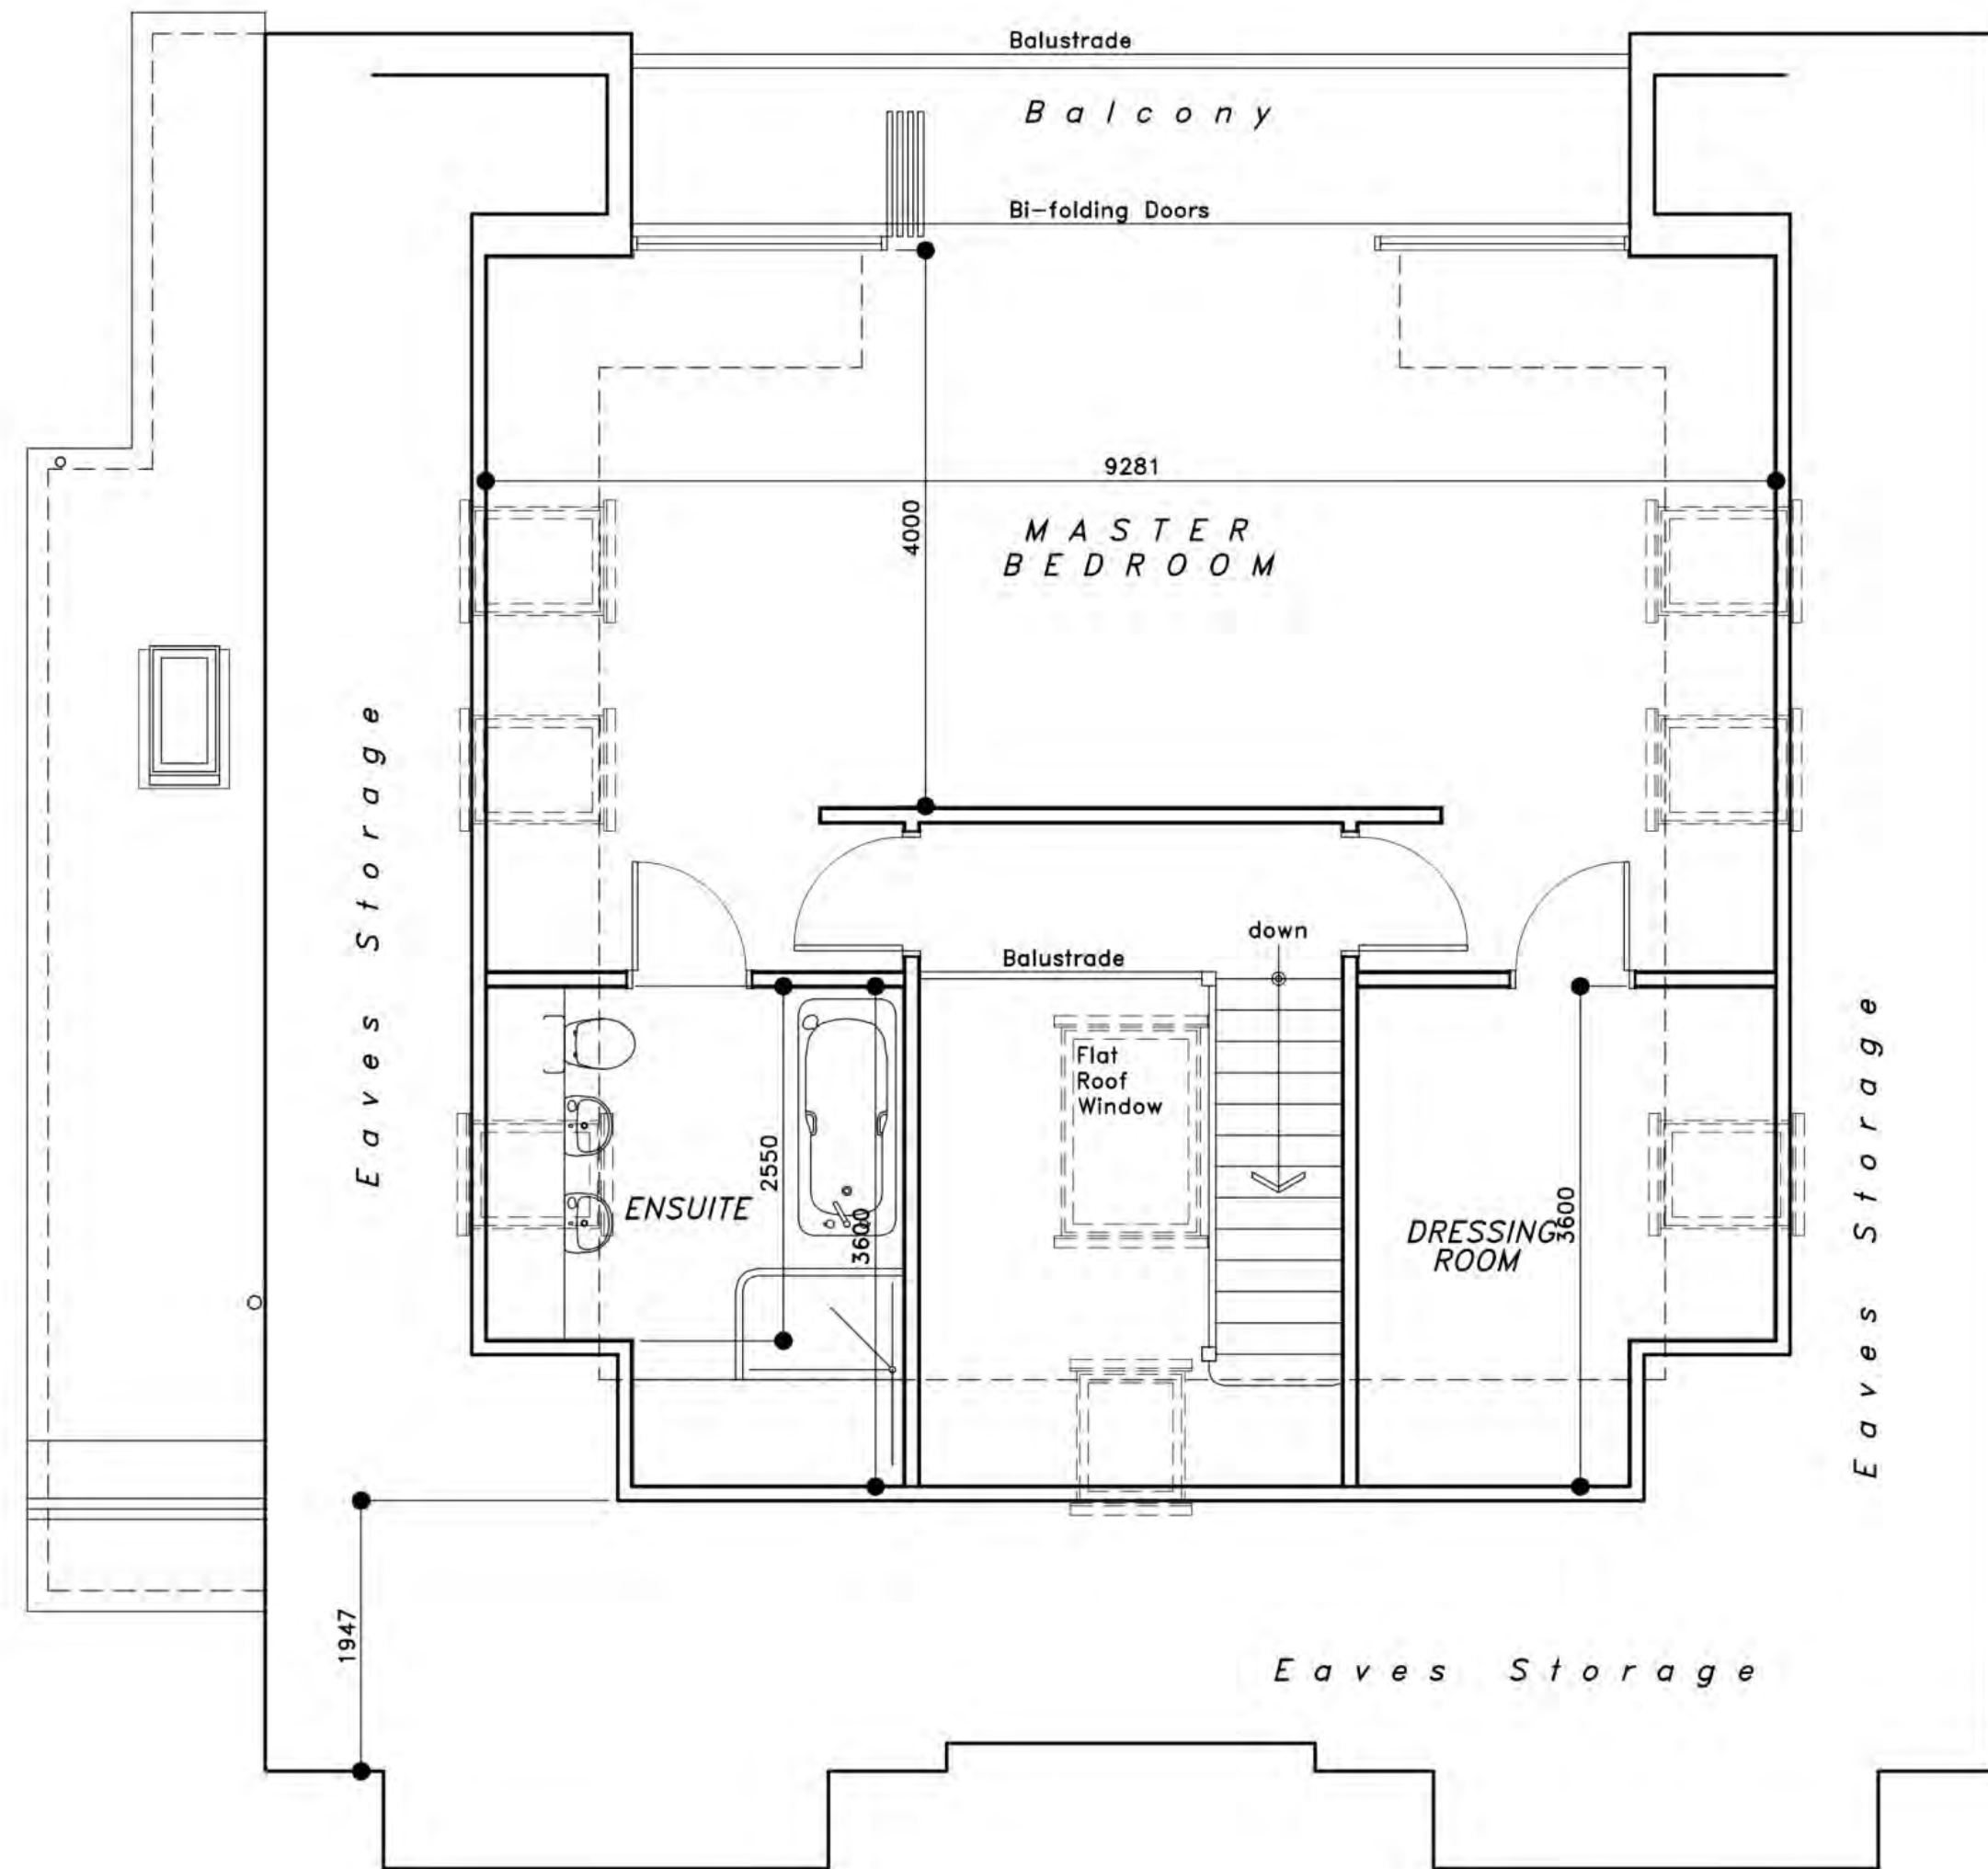 Balustrade
Balcony
Bi-folding Doors
9281
4000
MASTER
BEDROOM
Eaves Storage
down
Balustrade
Flat
Roof
Window
2550
ENSUITE
3600
DRESSING
ROOM
3600
Eaves Storage
1947
Eaves Storage